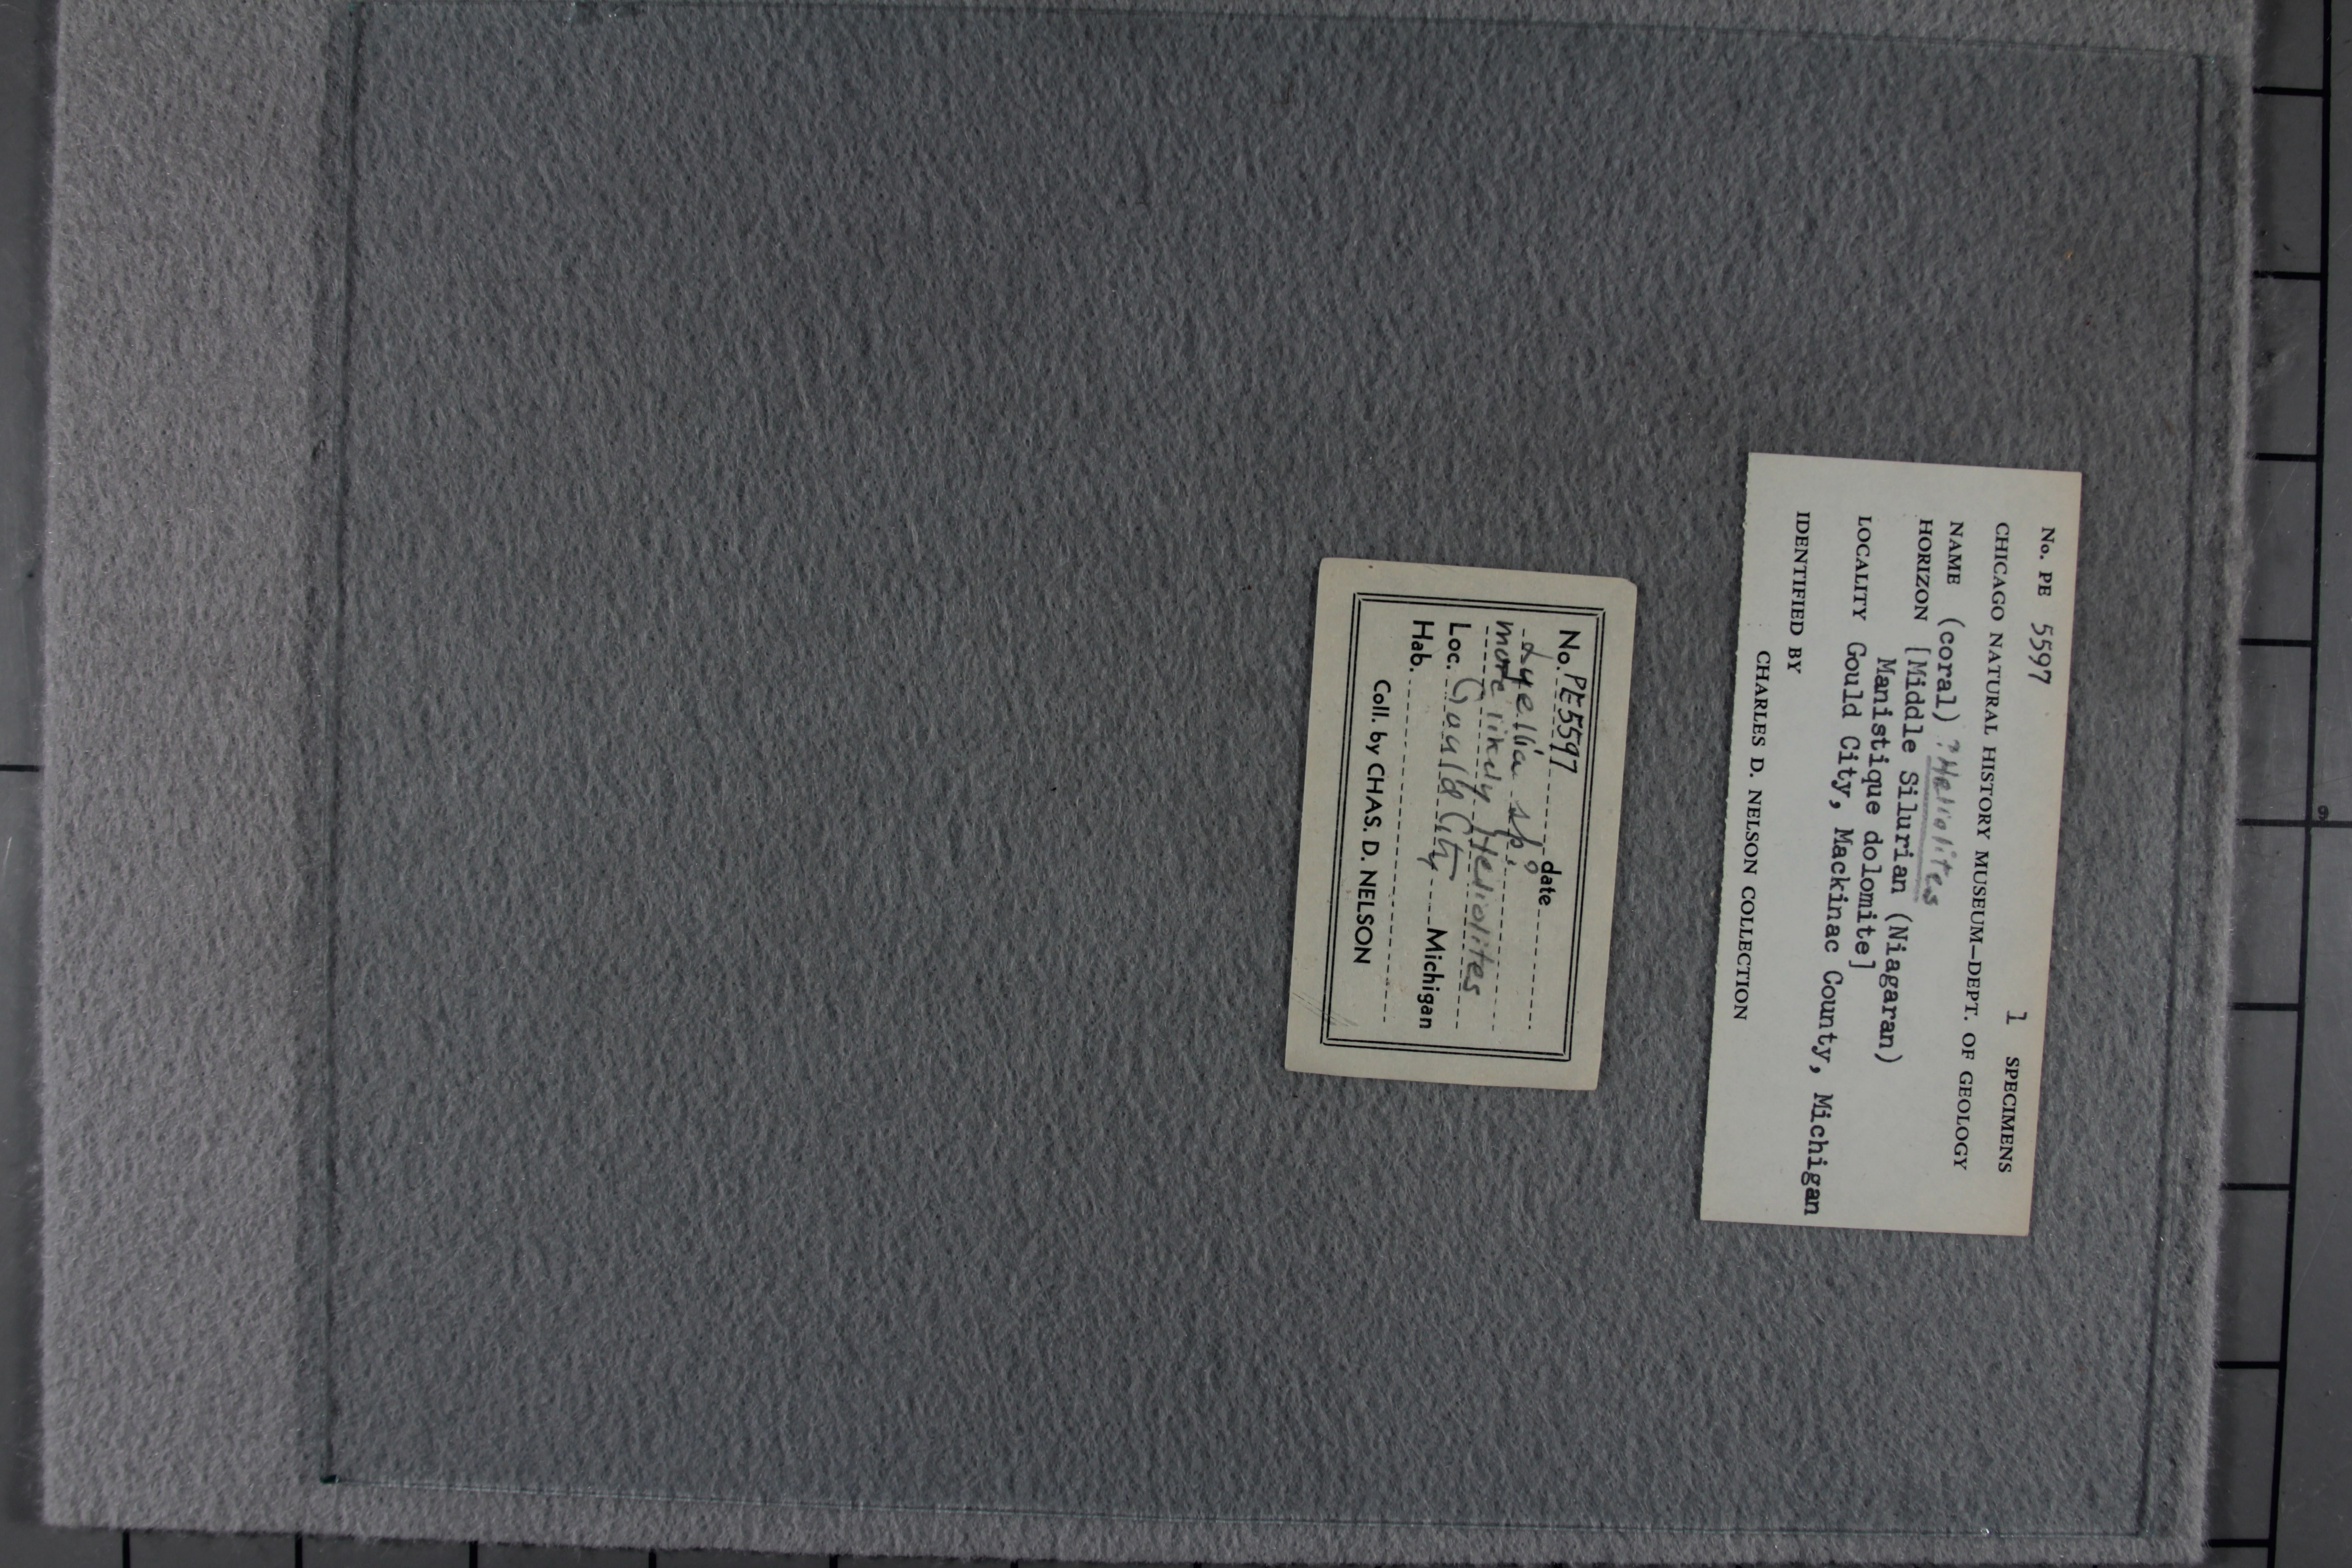 No. PE 5597 1 SPECIMENS
CHICAGO NATURAL HISTORY MUSEUM—DEPT. OF GEOLOGY
NAME (coral) ?Heliolites
HORIZON [Middle Silurian (Niagaran)
Manistique dolomite]
LOCALITY Gould City, Mackinac County, Michigan
IDENTIFIED BY
CHARLES D. NELSON COLLECTION
No. PE5597 date
Lyellia sp.?
more likely Heliolites
Loc. Gould City Michigan
Hab.
Coll. by CHAS. D. NELSON
9